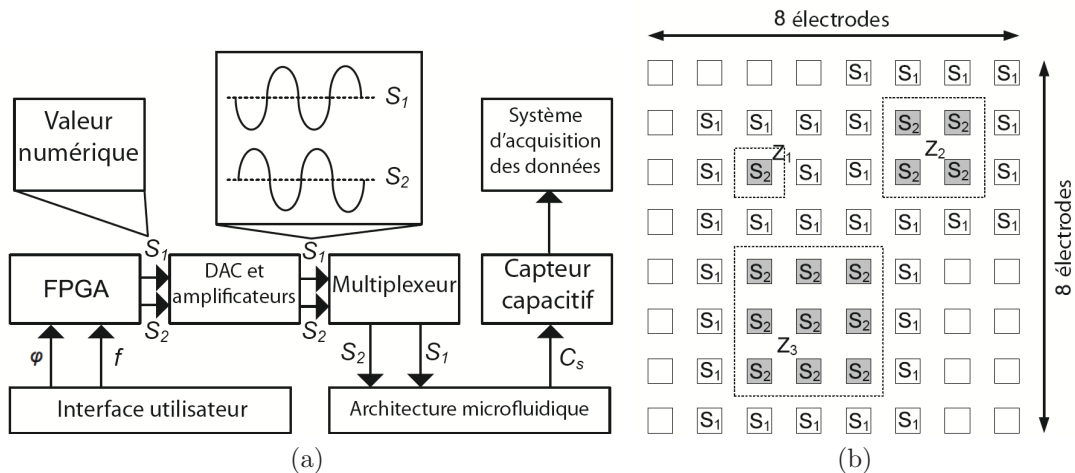 Valeur
numérique
S₁
S₂
Système
d'acquisition
des données
S₁
S₂
FPGA
DAC et
amplificateurs
S₁
S₂
Multiplexeur
Capteur
capacitif
φ
f
S₂
S₁
Cₛ
Interface utilisateur
Architecture microfluidique
(a)
8 électrodes
8 électrodes
S₁ S₁ S₁ S₁
S₁ S₁ S₁ S₁ S₂ S₂ S₁
Z₁ Z₂
S₁ S₂ S₁ S₁ S₂ S₂ S₁
S₁ S₁ S₁ S₁ S₁ S₁ S₁
S₁ S₂ S₂ S₂ S₁
S₁ S₂ S₂ S₂ S₁
Z₃
S₁ S₂ S₂ S₂ S₁
S₁ S₁ S₁ S₁ S₁
(b)